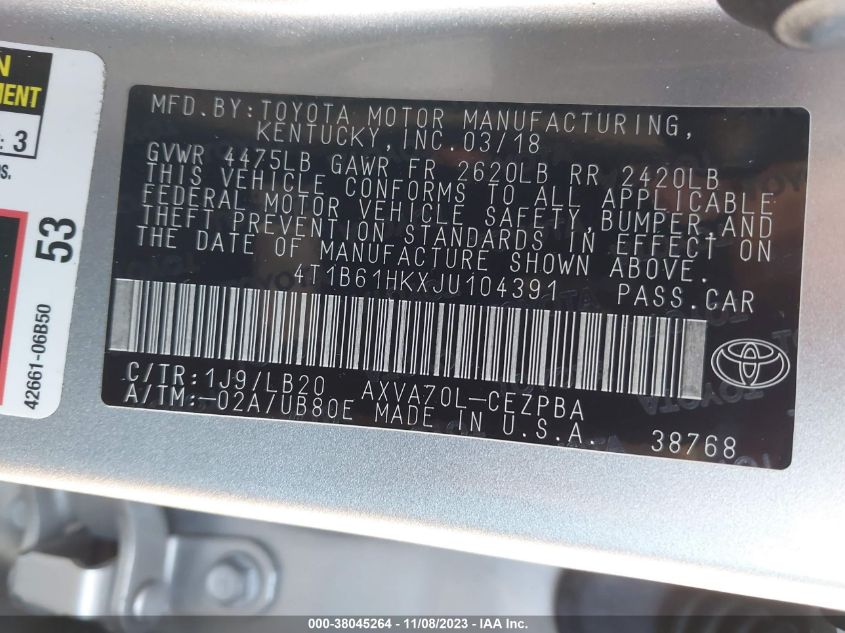 N
MENT
: 3
s.
53
42661-06B50
MFD. BY: TOYOTA MOTOR MANUFACTURING,
KENTUCKY, INC. 03/18
GVWR 4475LB GAWR FR 2620LB RR 2420LB
THIS VEHICLE CONFORMS TO ALL APPLICABLE
FEDERAL MOTOR VEHICLE SAFETY, BUMPER, AND
THEFT PREVENTION STANDARDS IN EFFECT ON
THE DATE OF MANUFACTURE SHOWN ABOVE.
4T1B61HKXJU104391 PASS. CAR
C/TR: 1J9/LB20 AXVA70L-CEZPBA
A/TM: -02A/UB80E MADE IN U.S.A. 38768
000-38045264 - 11/08/2023 - IAA Inc.